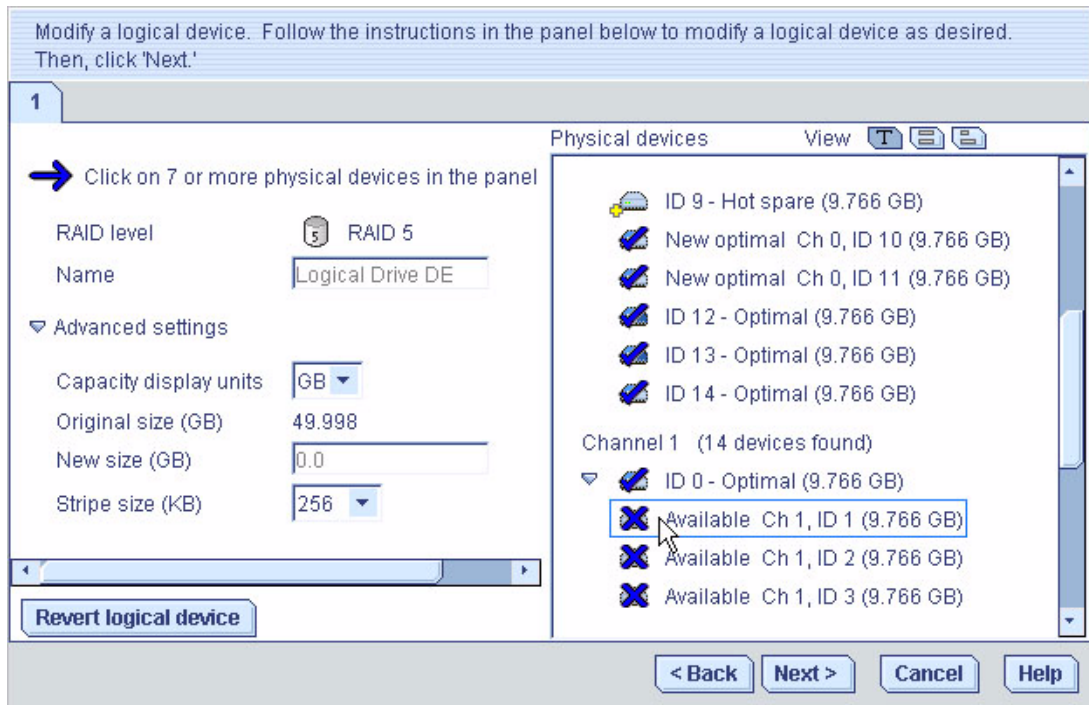 Modify a logical device. Follow the instructions in the panel below to modify a logical device as desired.
Then, click 'Next.'
1
Physical devices View T
Click on 7 or more physical devices in the panel
RAID level 5 RAID 5
Name Logical Drive DE
Advanced settings
Capacity display units GB
Original size (GB) 49.998
New size (GB) 0.0
Stripe size (KB) 256
Revert logical device
ID 9 - Hot spare (9.766 GB)
New optimal Ch 0, ID 10 (9.766 GB)
New optimal Ch 0, ID 11 (9.766 GB)
ID 12 - Optimal (9.766 GB)
ID 13 - Optimal (9.766 GB)
ID 14 - Optimal (9.766 GB)
Channel 1 (14 devices found)
ID 0 - Optimal (9.766 GB)
Available Ch 1, ID 1 (9.766 GB)
Available Ch 1, ID 2 (9.766 GB)
Available Ch 1, ID 3 (9.766 GB)
< Back Next > Cancel Help